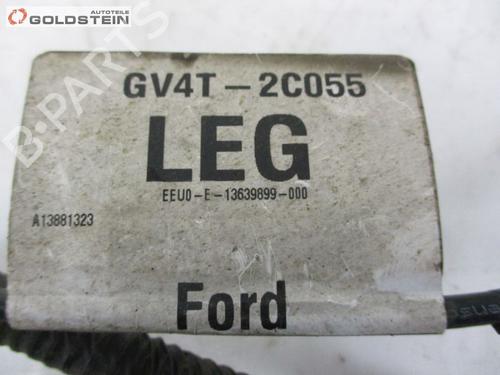 AUTOTEILE
GOLDSTEIN
B-PARTS
GV4T-2C055
LEG
EEU0-E-13639899-000
A13881323
Ford